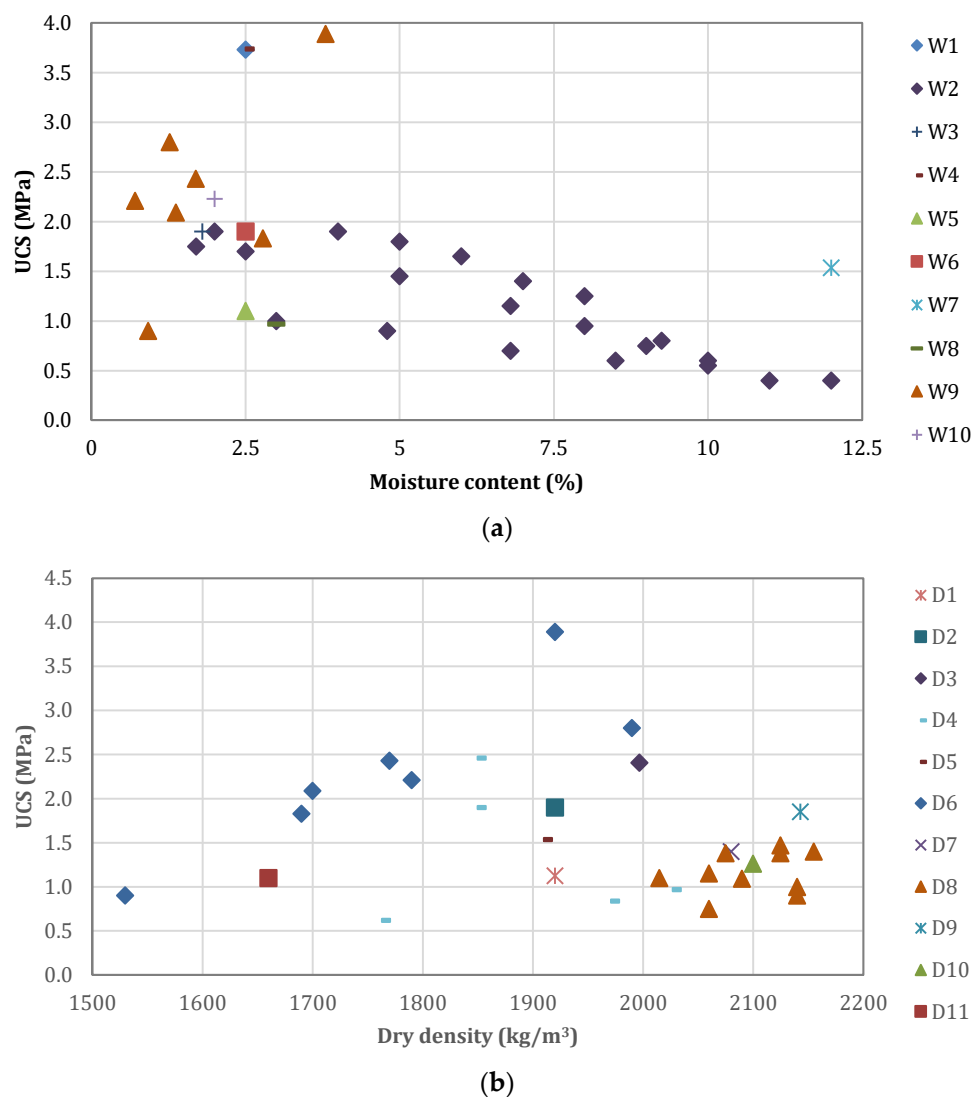 4.0
3.5
3.0
2.5
2.0
1.5
1.0
0.5
0.0
UCS (MPa)
0 2.5 5 7.5 10 12.5
Moisture content (%)
W1
W2
W3
W4
W5
W6
W7
W8
W9
W10
(a)
4.5
4.0
3.5
3.0
2.5
2.0
1.5
1.0
0.5
0.0
UCS (MPa)
1500 1600 1700 1800 1900 2000 2100 2200
Dry density (kg/m³)
D1
D2
D3
D4
D5
D6
D7
D8
D9
D10
D11
(b)